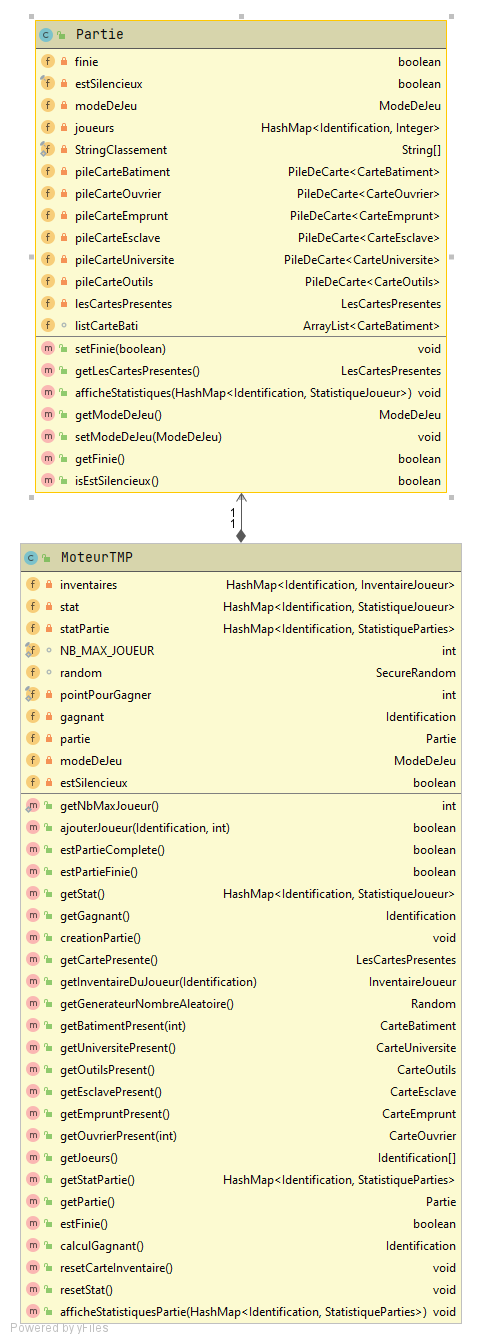 Partie
finie boolean
estSilencieux boolean
modeDeJeu ModeDeJeu
joueurs HashMap<Identification, Integer>
StringClassement String[]
pileCarteBatiment PileDeCarte<CarteBatiment>
pileCarteOuvrier PileDeCarte<CarteOuvrier>
pileCarteEmprunt PileDeCarte<CarteEmprunt>
pileCarteEsclave PileDeCarte<CarteEsclave>
pileCarteUniversite PileDeCarte<CarteUniversite>
pileCarteOutils PileDeCarte<CarteOutils>
lesCartesPresentes LesCartesPresentes
listCarteBati ArrayList<CarteBatiment>
setFinie(boolean) void
getLesCartesPresentes() LesCartesPresentes
afficheStatistiques(HashMap<Identification, StatistiqueJoueur>) void
getModeDeJeu() ModeDeJeu
setModeDeJeu(ModeDeJeu) void
getFinie() boolean
isEstSilencieux() boolean
1
1
MoteurTMP
inventaires HashMap<Identification, InventaireJoueur>
stat HashMap<Identification, StatistiqueJoueur>
statPartie HashMap<Identification, StatistiqueParties>
NB_MAX_JOUEUR int
random SecureRandom
pointPourGagner int
gagnant Identification
partie Partie
modeDeJeu ModeDeJeu
estSilencieux boolean
getNbMaxJoueur() int
ajouterJoueur(Identification, int) boolean
estPartieComplete() boolean
estPartieFinie() boolean
getStat() HashMap<Identification, StatistiqueJoueur>
getGagnant() Identification
creationPartie() void
getCartePresente() LesCartesPresentes
getInventaireDuJoueur(Identification) InventaireJoueur
getGenerateurNombreAleatoire() Random
getBatimentPresent(int) CarteBatiment
getUniversitePresent() CarteUniversite
getOutilsPresent() CarteOutils
getEsclavePresent() CarteEsclave
getEmpruntPresent() CarteEmprunt
getOuvrierPresent(int) CarteOuvrier
getJoeurs() Identification[]
getStatPartie() HashMap<Identification, StatistiqueParties>
getPartie() Partie
estFinie() boolean
calculGagnant() Identification
resetCarteInventaire() void
resetStat() void
afficheStatistiquesPartie(HashMap<Identification, StatistiqueParties>) void
Powered by yFiles